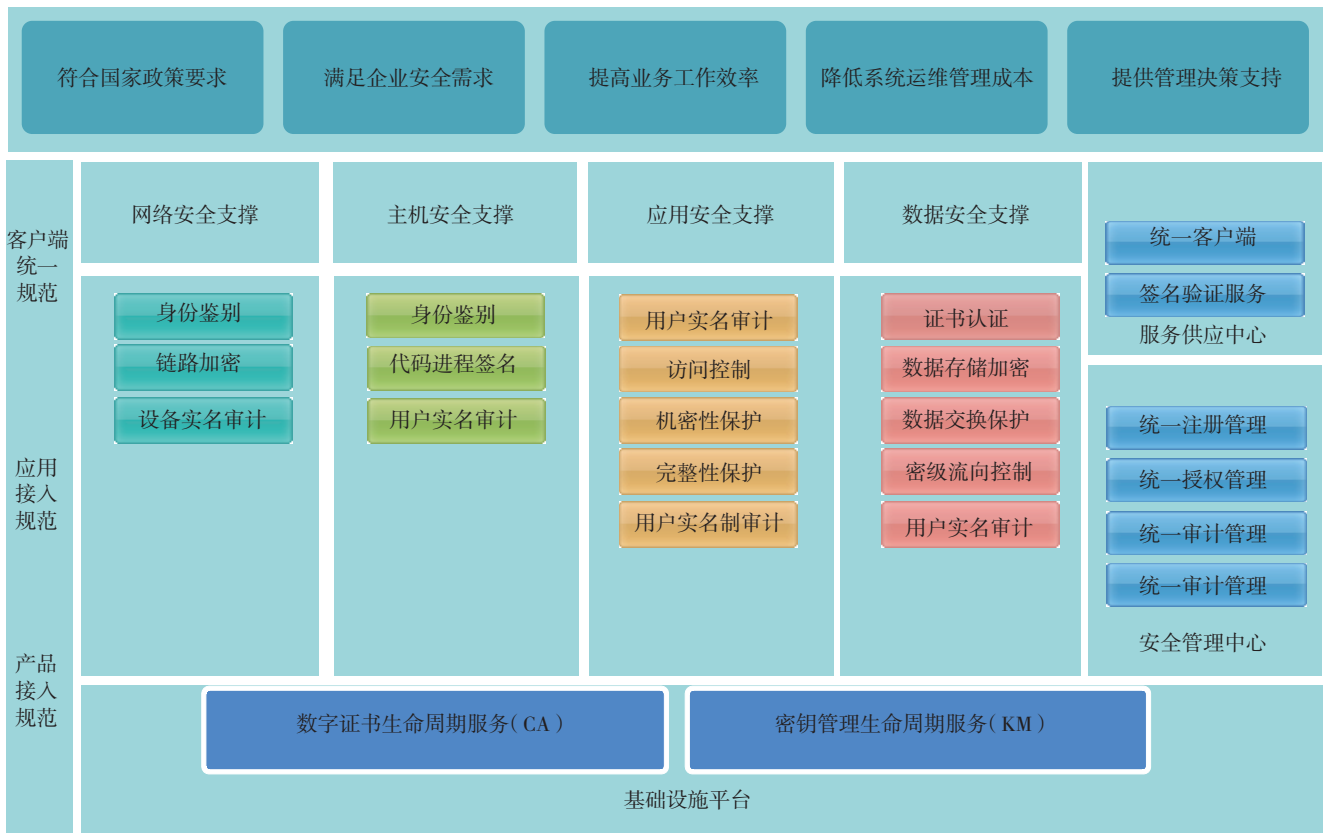 符合国家政策要求
满足企业安全需求
提高业务工作效率
降低系统运维管理成本
提供管理决策支持
客户端
统一
规范
应用
接入
规范
产品
接入
规范
网络安全支撑
身份鉴别
链路加密
设备实名审计
主机安全支撑
身份鉴别
代码进程签名
用户实名审计
应用安全支撑
用户实名审计
访问控制
机密性保护
完整性保护
用户实名制审计
数据安全支撑
证书认证
数据存储加密
数据交换保护
密级流向控制
用户实名审计
统一客户端
签名验证服务
服务供应中心
统一注册管理
统一授权管理
统一审计管理
统一审计管理
安全管理中心
数字证书生命周期服务(CA)
密钥管理生命周期服务(KM)
基础设施平台